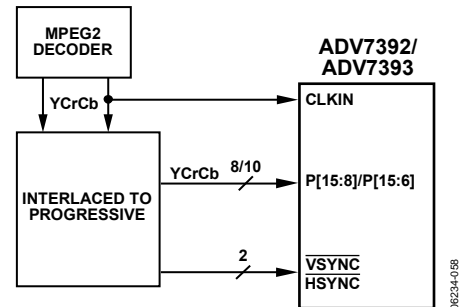 MPEG2
DECODER
YCrCb
INTERLACED TO
PROGRESSIVE
YCrCb
8/10
2
ADV7392/
ADV7393
CLKIN
P[15:8]/P[15:6]
VSYNC
HSYNC
06234-058